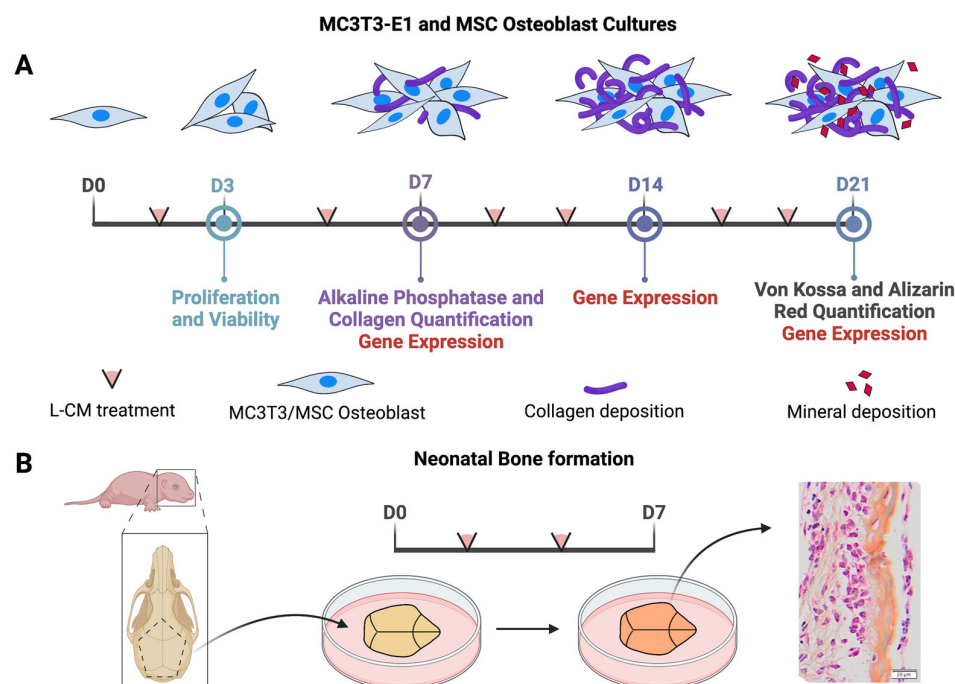 MC3T3-E1 and MSC Osteoblast Cultures
A
D0
D3
D7
D14
D21
Proliferation
and Viability
Alkaline Phosphatase and
Collagen Quantification
Gene Expression
Gene Expression
Von Kossa and Alizarin
Red Quantification
Gene Expression
L-CM treatment
MC3T3/MSC Osteoblast
Collagen deposition
Mineral deposition
B
Neonatal Bone formation
D0
D7
20 µm